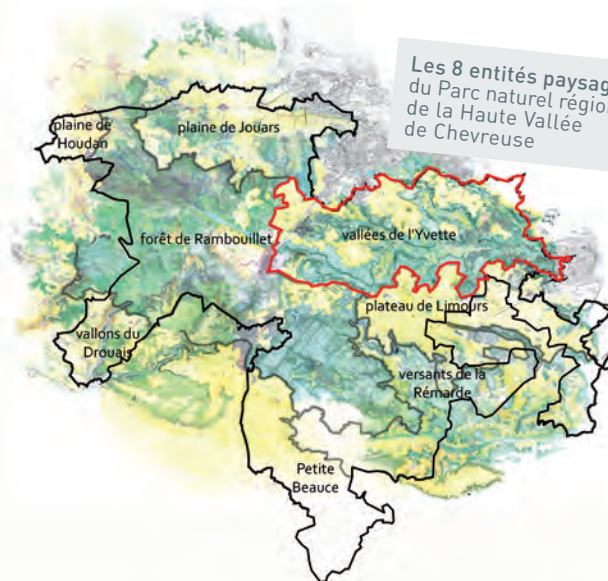 Les 8 entités paysag
du Parc naturel région
de la Haute Vallée
de Chevreuse
plaine de
Houdan
plaine de Jouars
forêt de Rambouillet
vallées de l'Yvette
plateau de Limours
vallons du
Drouais
versants de la
Rémarde
Petite
Beauce